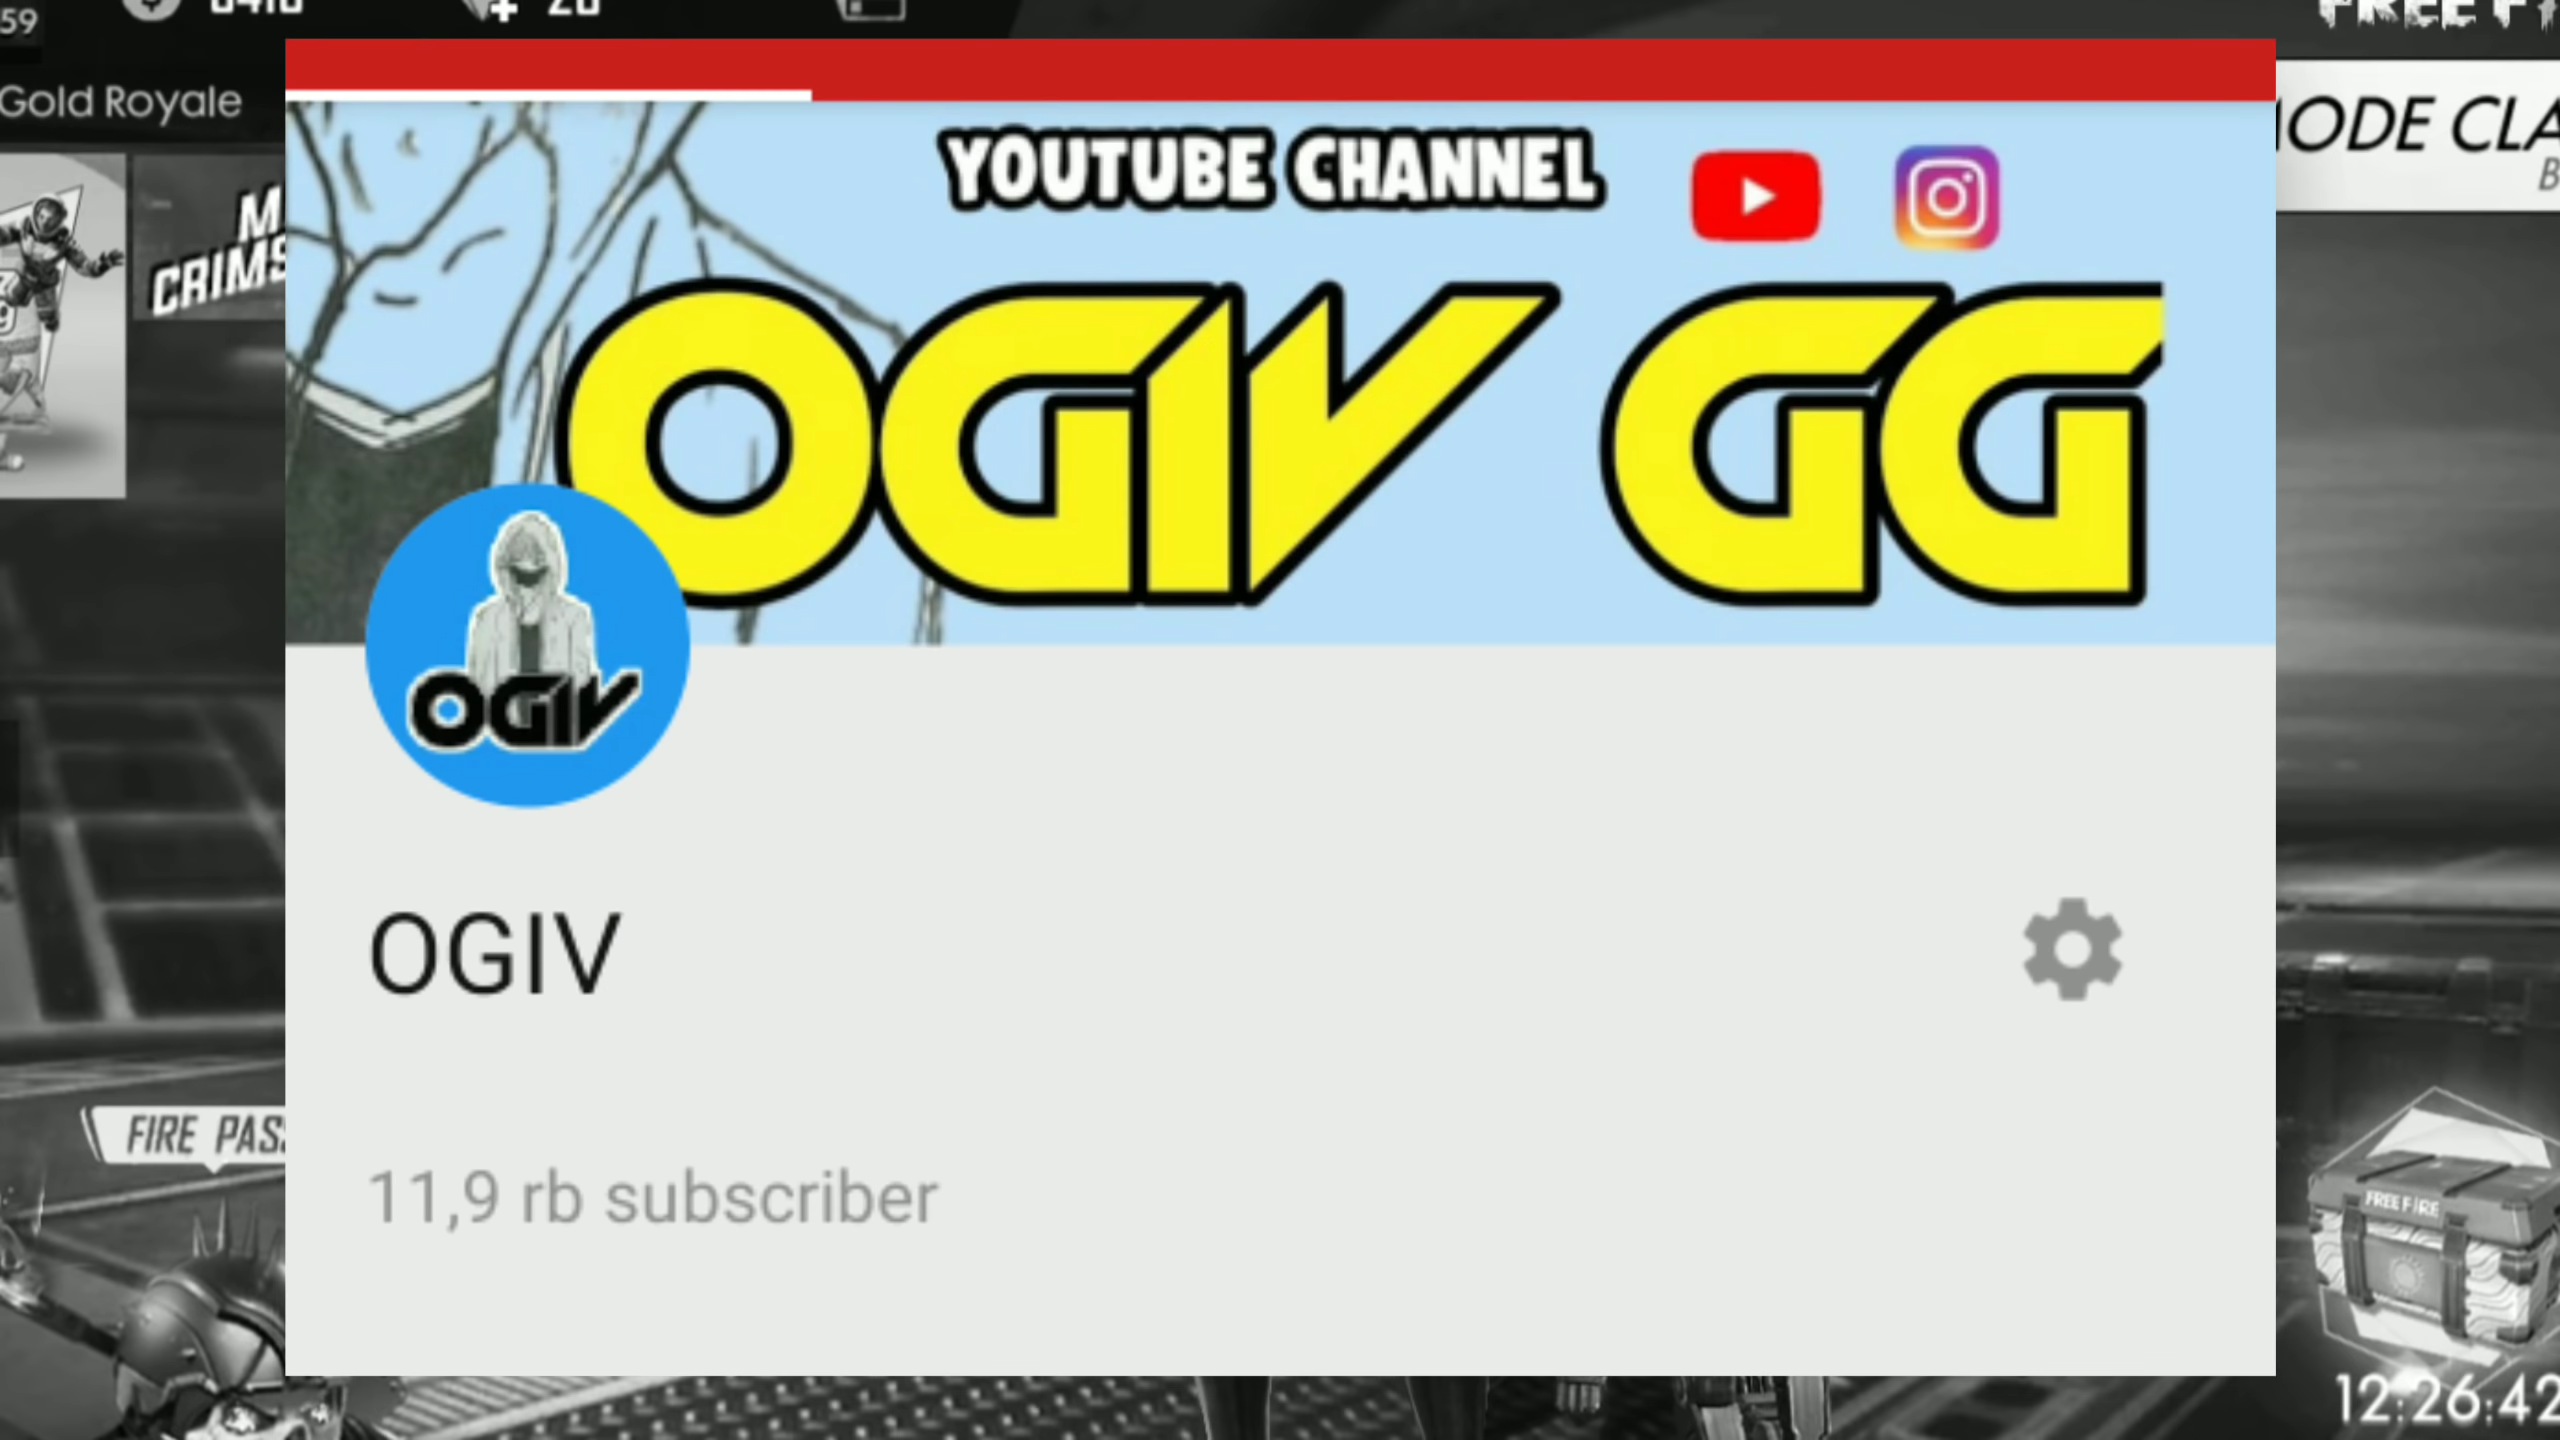 59
Gold Royale
YOUTUBE CHANNEL
OGIV GG
OGIV
OGIV
11,9 rb subscriber
FIRE PAS
FREE FIRE
12:26:42